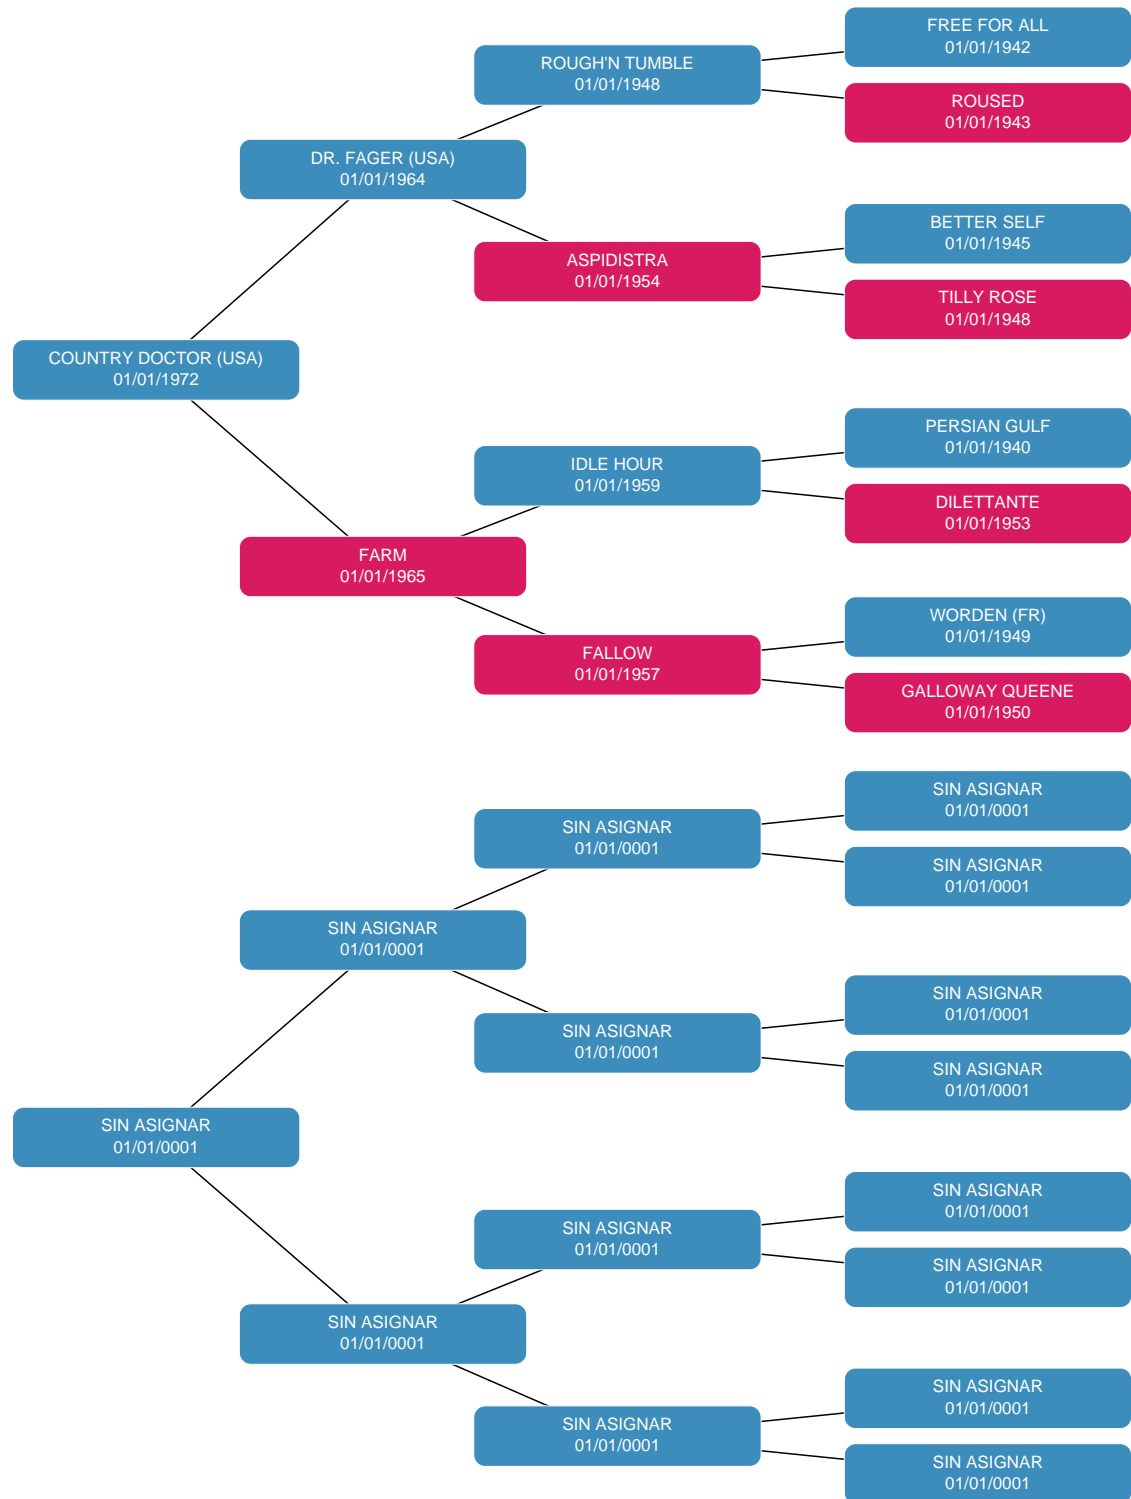 FREE FOR ALL
01/01/1942
ROUGH'N TUMBLE
01/01/1948
ROUSED
01/01/1943
DR. FAGER (USA)
01/01/1964
BETTER SELF
01/01/1945
ASPIDISTRA
01/01/1954
TILLY ROSE
01/01/1948
COUNTRY DOCTOR (USA)
01/01/1972
PERSIAN GULF
01/01/1940
IDLE HOUR
01/01/1959
DILETTANTE
01/01/1953
FARM
01/01/1965
WORDEN (FR)
01/01/1949
FALLOW
01/01/1957
GALLOWAY QUEENE
01/01/1950
SIN ASIGNAR
01/01/0001
SIN ASIGNAR
01/01/0001
SIN ASIGNAR
01/01/0001
SIN ASIGNAR
01/01/0001
SIN ASIGNAR
01/01/0001
SIN ASIGNAR
01/01/0001
SIN ASIGNAR
01/01/0001
SIN ASIGNAR
01/01/0001
SIN ASIGNAR
01/01/0001
SIN ASIGNAR
01/01/0001
SIN ASIGNAR
01/01/0001
SIN ASIGNAR
01/01/0001
SIN ASIGNAR
01/01/0001
SIN ASIGNAR
01/01/0001
SIN ASIGNAR
01/01/0001